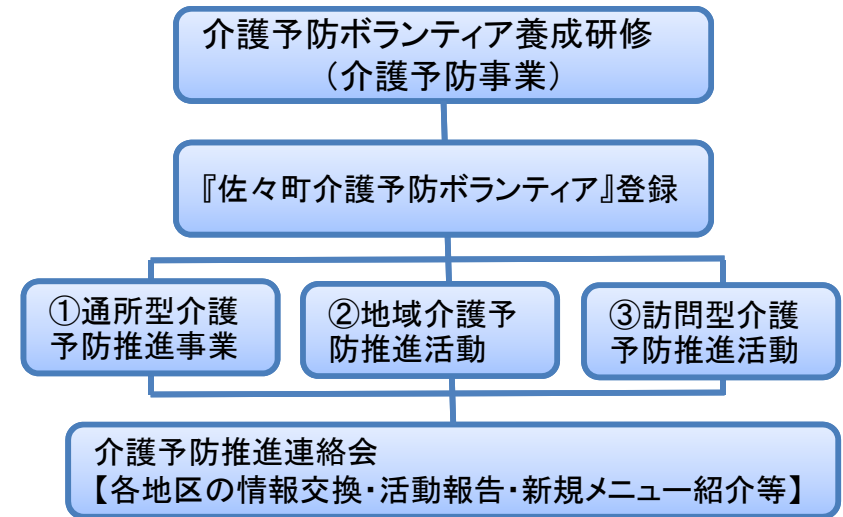 介護予防ボランティア養成研修
（介護予防事業）
『佐々町介護予防ボランティア』登録
①通所型介護
予防推進事業
②地域介護予
防推進活動
③訪問型介護
予防推進活動
介護予防推進連絡会
【各地区の情報交換・活動報告・新規メニュー紹介等】